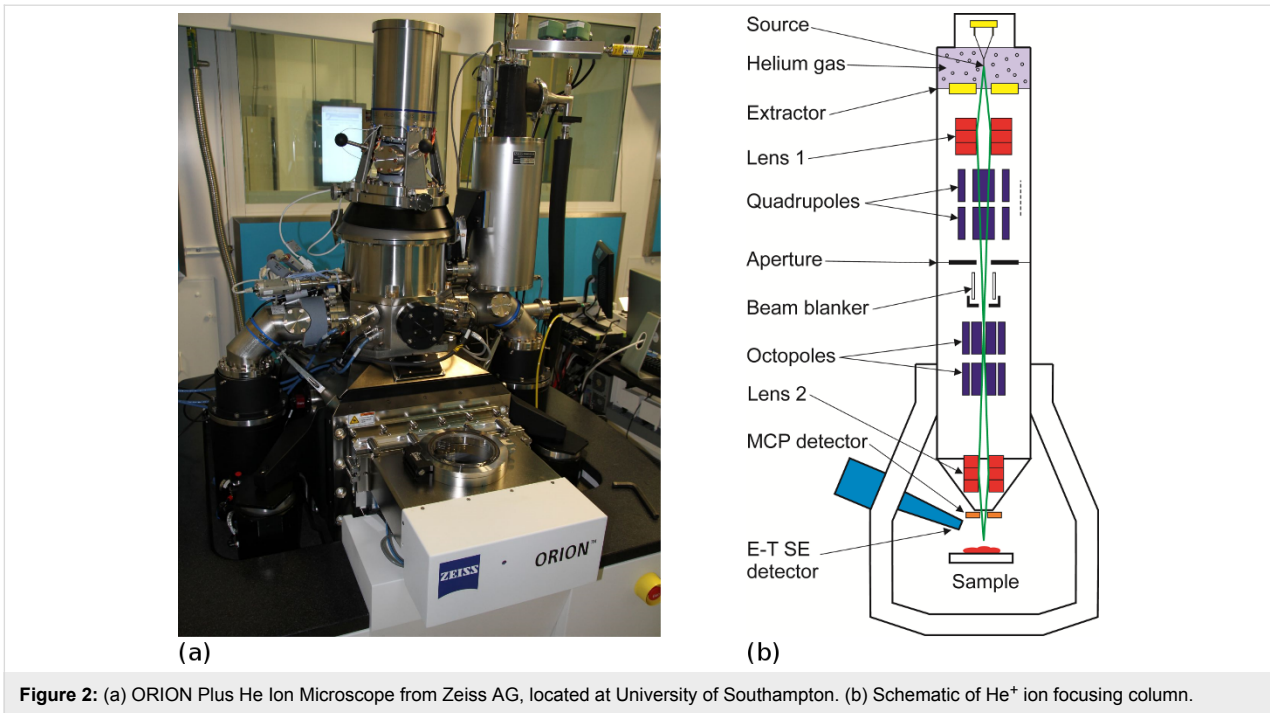 ZEISS
ORION™
(a)
Source
Helium gas
Extractor
Lens 1
Quadrupoles
Aperture
Beam blanker
Octopoles
Lens 2
MCP detector
E-T SE
detector
Sample
(b)
Figure 2: (a) ORION Plus He Ion Microscope from Zeiss AG, located at University of Southampton. (b) Schematic of He⁺ ion focusing column.